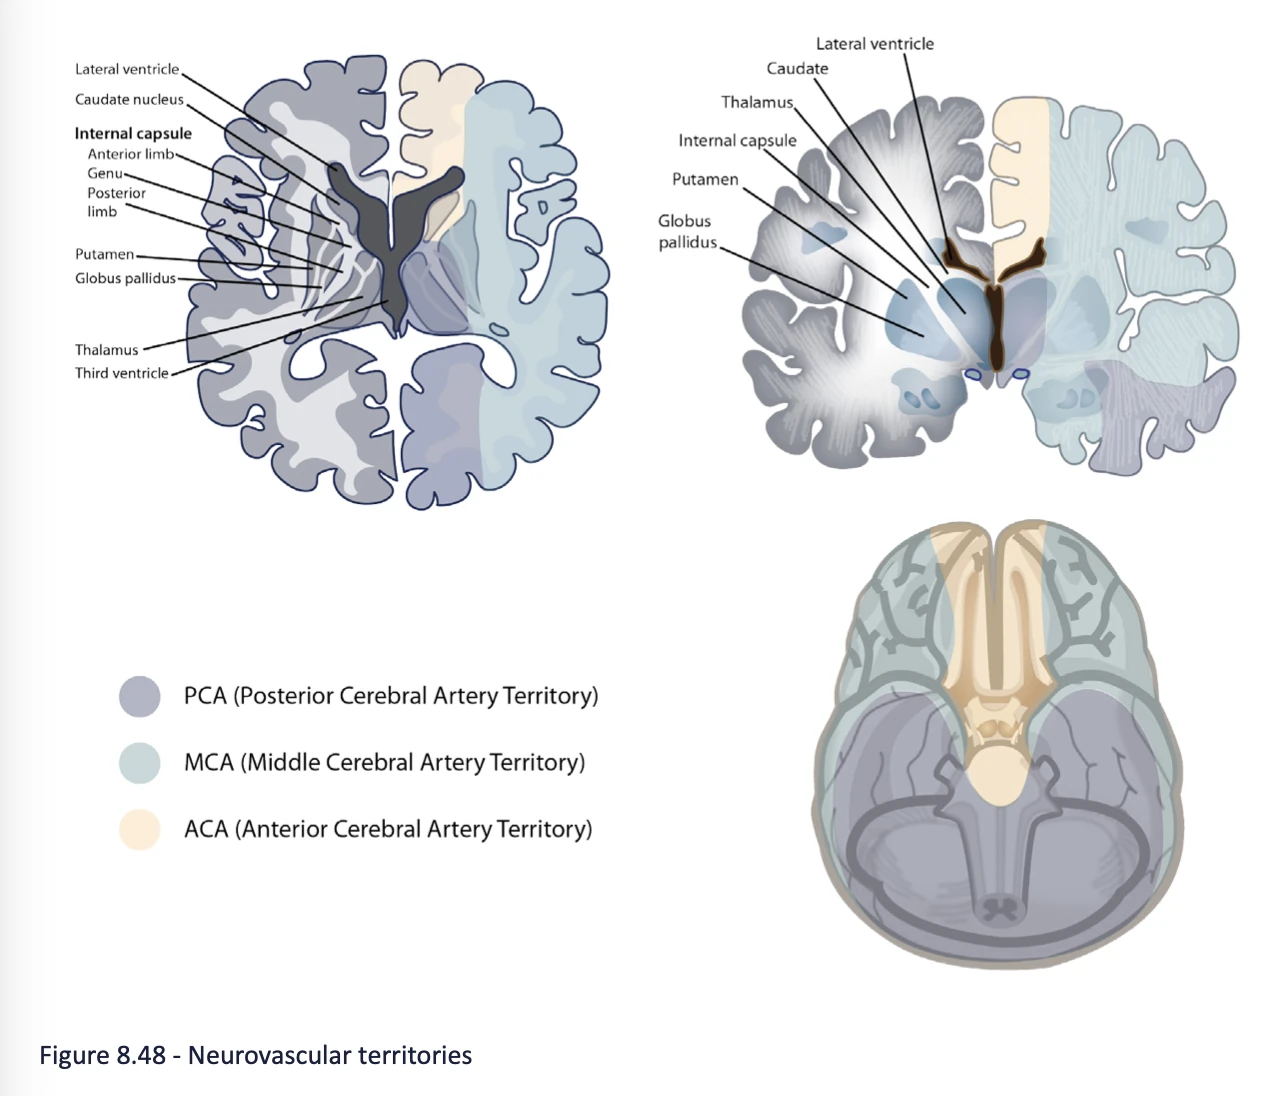 Lateral ventricle
Caudate nucleus
Internal capsule
Anterior limb
Genu
Posterior
limb
Putamen
Globus pallidus
Thalamus
Third ventricle
Lateral ventricle
Caudate
Thalamus
Internal capsule
Putamen
Globus
pallidus
PCA (Posterior Cerebral Artery Territory)
MCA (Middle Cerebral Artery Territory)
ACA (Anterior Cerebral Artery Territory)
Figure 8.48 - Neurovascular territories